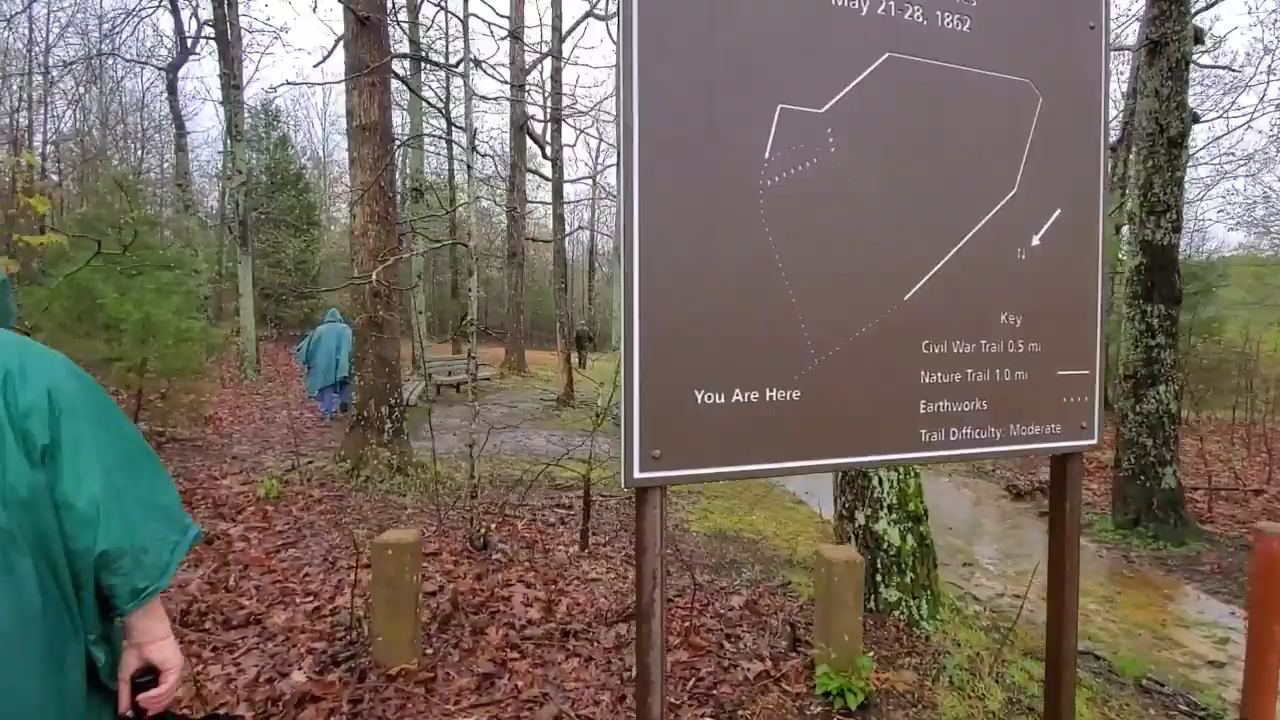 May 21-28, 1862
N
Key
Civil War Trail 0.5 mi
Nature Trail 1.0 mi
Earthworks
You Are Here
Trail Difficulty: Moderate